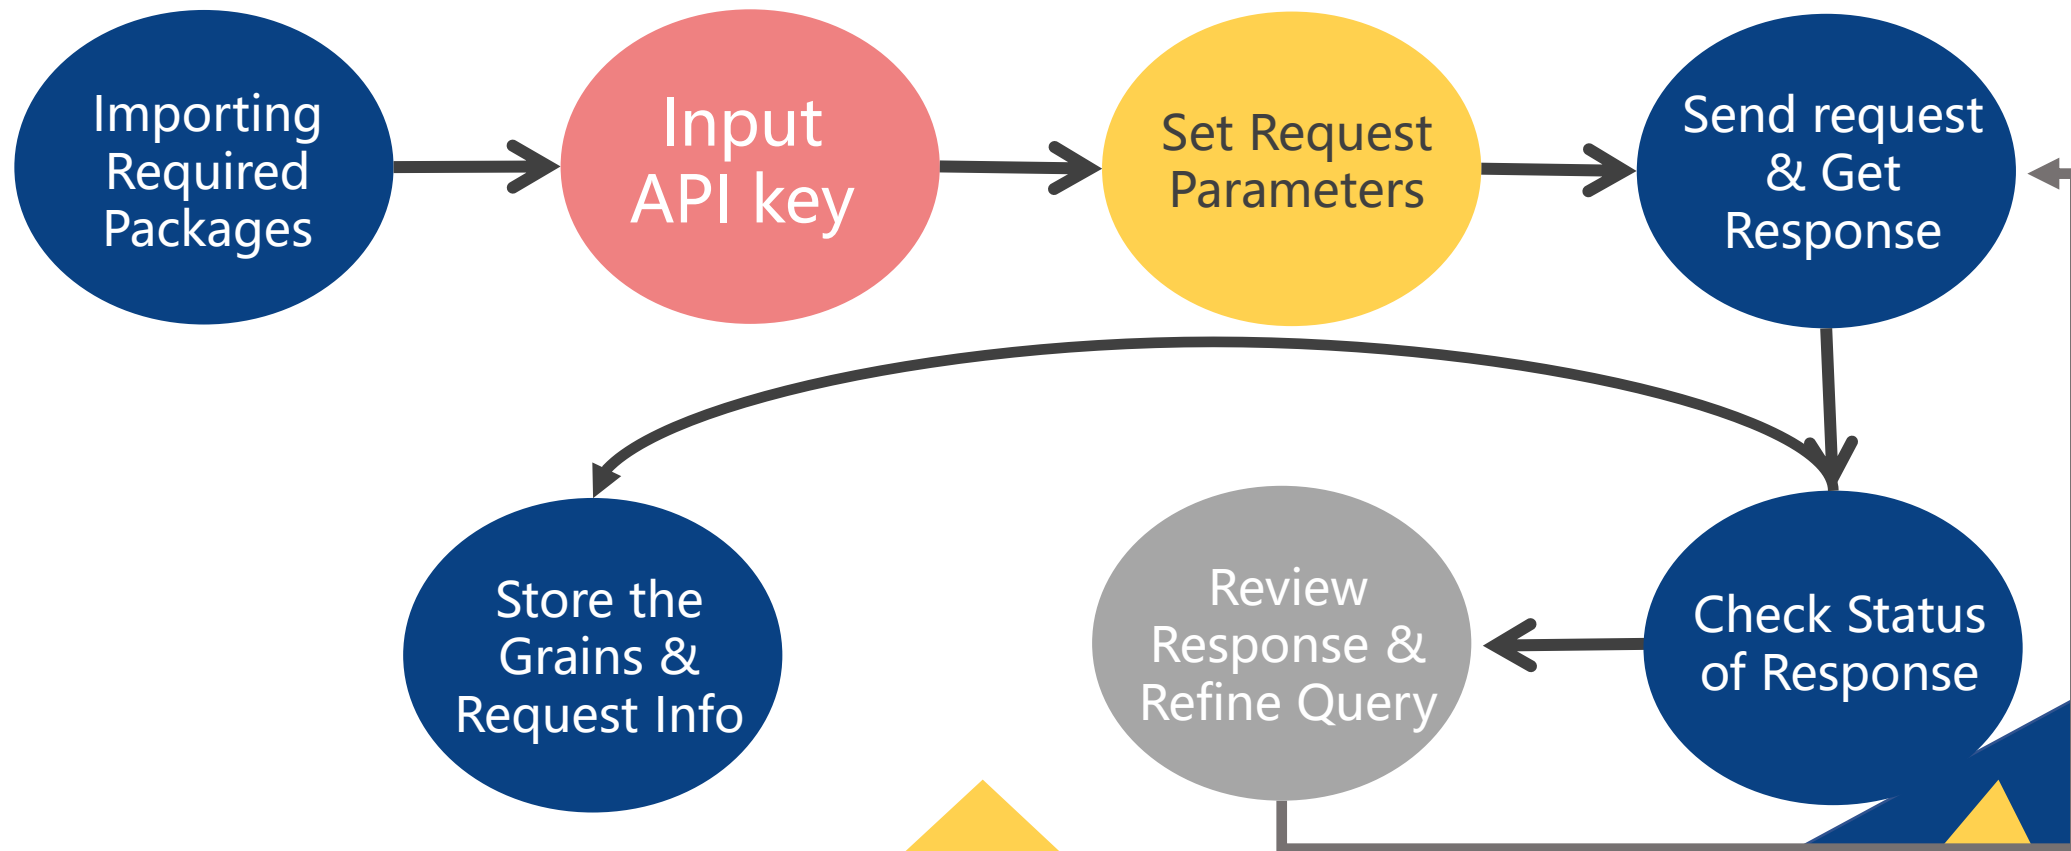 Importing
Required
Packages
Input
API key
Set Request
Parameters
Send request
& Get
Response
Store the
Grains &
Request Info
Review
Response &
Refine Query
Check Status
of Response